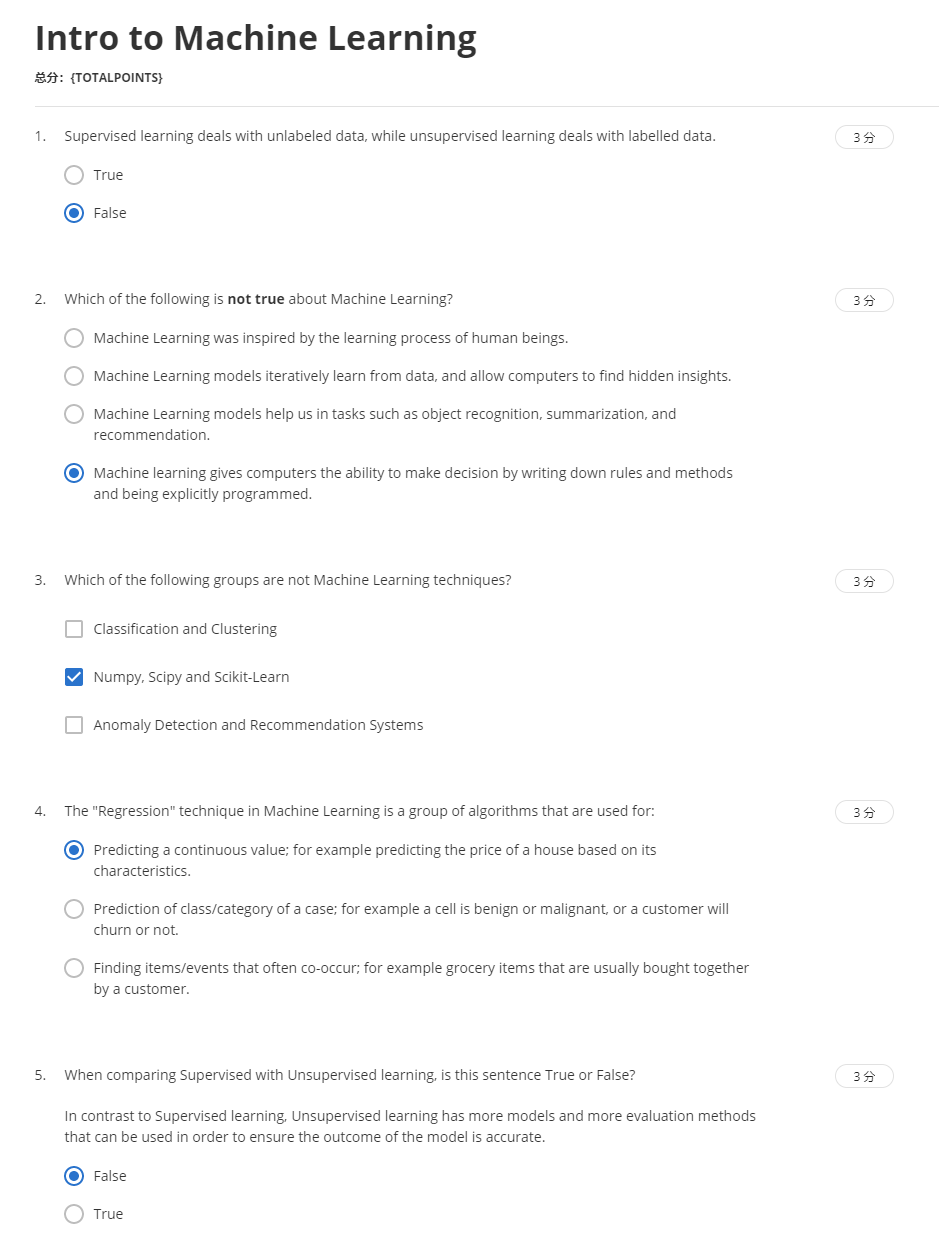 Intro to Machine Learning
总分：{TOTALPOINTS}
1. Supervised learning deals with unlabeled data, while unsupervised learning deals with labelled data.
3 分
True
False
2. Which of the following is not true about Machine Learning?
3 分
Machine Learning was inspired by the learning process of human beings.
Machine Learning models iteratively learn from data, and allow computers to find hidden insights.
Machine Learning models help us in tasks such as object recognition, summarization, and
recommendation.
Machine learning gives computers the ability to make decision by writing down rules and methods
and being explicitly programmed.
3. Which of the following groups are not Machine Learning techniques?
3 分
Classification and Clustering
Numpy, Scipy and Scikit-Learn
Anomaly Detection and Recommendation Systems
4. The "Regression" technique in Machine Learning is a group of algorithms that are used for:
3 分
Predicting a continuous value; for example predicting the price of a house based on its
characteristics.
Prediction of class/category of a case; for example a cell is benign or malignant, or a customer will
churn or not.
Finding items/events that often co-occur; for example grocery items that are usually bought together
by a customer.
5. When comparing Supervised with Unsupervised learning, is this sentence True or False?
3 分
In contrast to Supervised learning, Unsupervised learning has more models and more evaluation methods
that can be used in order to ensure the outcome of the model is accurate.
False
True